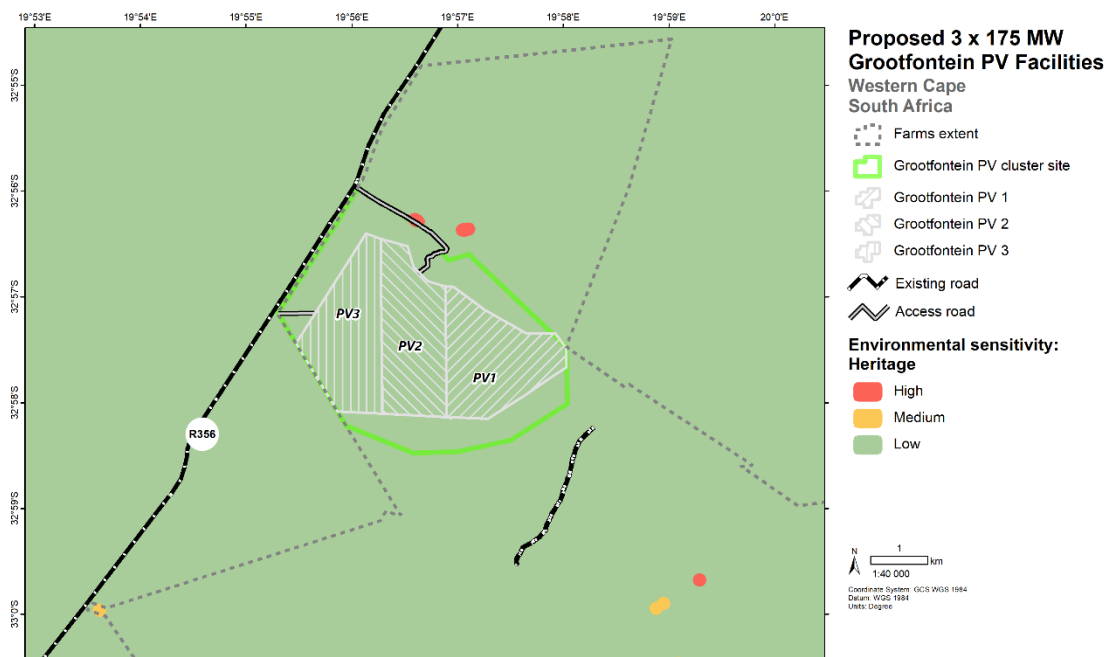 19°53'E 19°54'E 19°55'E 19°56'E 19°57'E 19°58'E 19°59'E 20°0'E
32°55'S
32°56'S
32°57'S
32°58'S
32°59'S
33°0'S
PV3
PV2
PV1
R356
Proposed 3 x 175 MW
Grootfontein PV Facilities
Western Cape
South Africa
Farms extent
Grootfontein PV cluster site
Grootfontein PV 1
Grootfontein PV 2
Grootfontein PV 3
Existing road
Access road
Environmental sensitivity:
Heritage
High
Medium
Low
N
1
km
1:40 000
Coordinate System: GCS WGS 1984
Datum: WGS 1984
Units: Degree